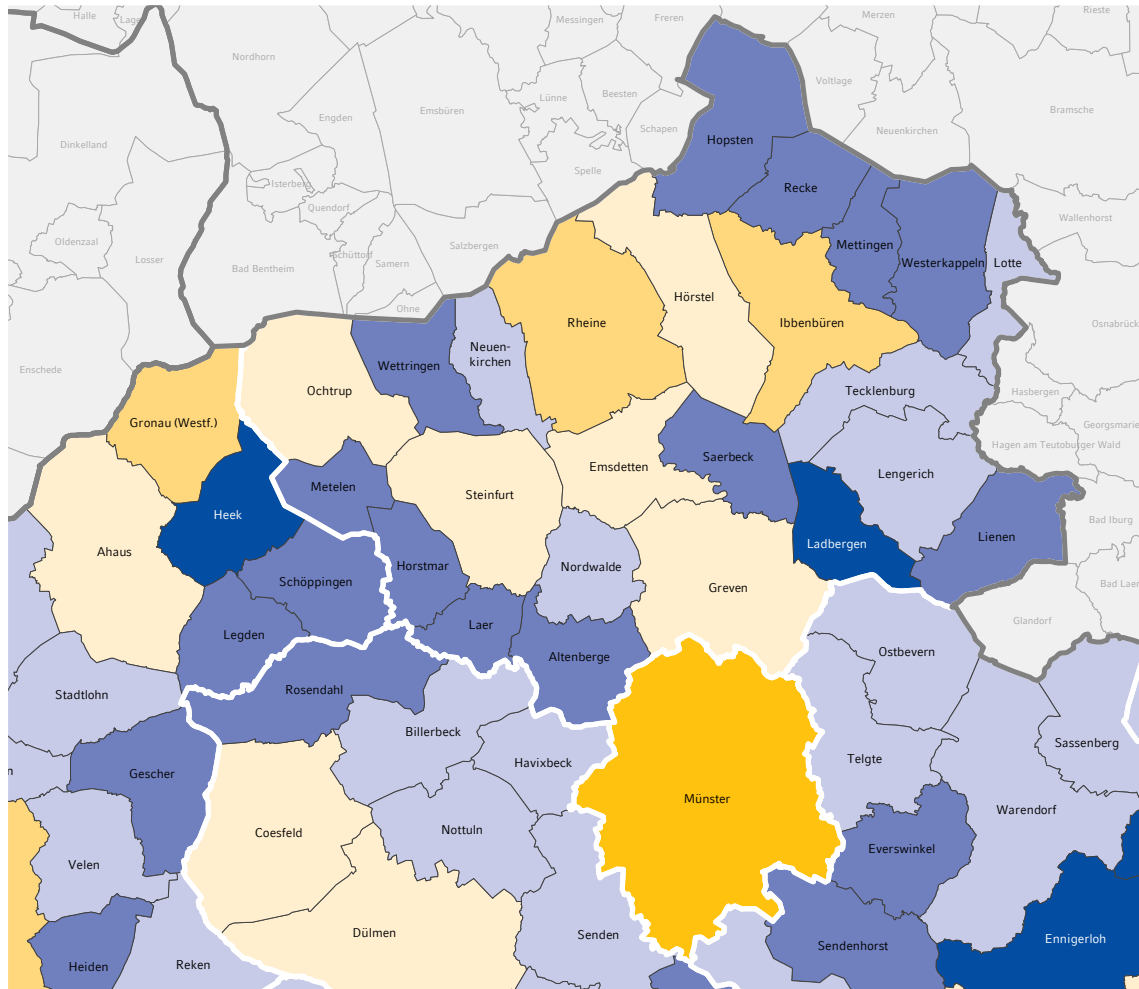 Halle
Lage
Messingen
Freren
Merzen
Rieste
Nordhorn
Voltlage
Lünne
Beesten
Emsbüren
Bramsche
Engden
Schapen
Neuenkirchen
Dinkelland
Hopsten
Spelle
Isterberg
Recke
Quendorf
Wallenhorst
Oldenzaal
Mettingen
Salzbergen
Losser
Schüttorf
Samern
Westerkappeln
Lotte
Bad Bentheim
Hörstel
Ohne
Rheine
Ibbenbüren
Osnabrück
Neuen-
kirchen
Wettringen
Enschede
Ochtrup
Tecklenburg
Hasbergen
Gronau (Westf.)
Georgsmarie
Hagen am Teutoburger Wald
Saerbeck
Emsdetten
Lengerich
Metelen
Steinfurt
Heek
Bad Iburg
Lienen
Ladbergen
Ahaus
Horstmar
Nordwalde
Schöppingen
Bad Laer
Greven
Glandorf
Laer
Legden
Ostbevern
Altenberge
Rosendahl
Stadtlohn
Billerbeck
Sassenberg
Telgte
Havixbeck
n
Gescher
Münster
Warendorf
Nottuln
Coesfeld
Everswinkel
Velen
Dülmen
Senden
Ennigerloh
Sendenhorst
Reken
Heiden